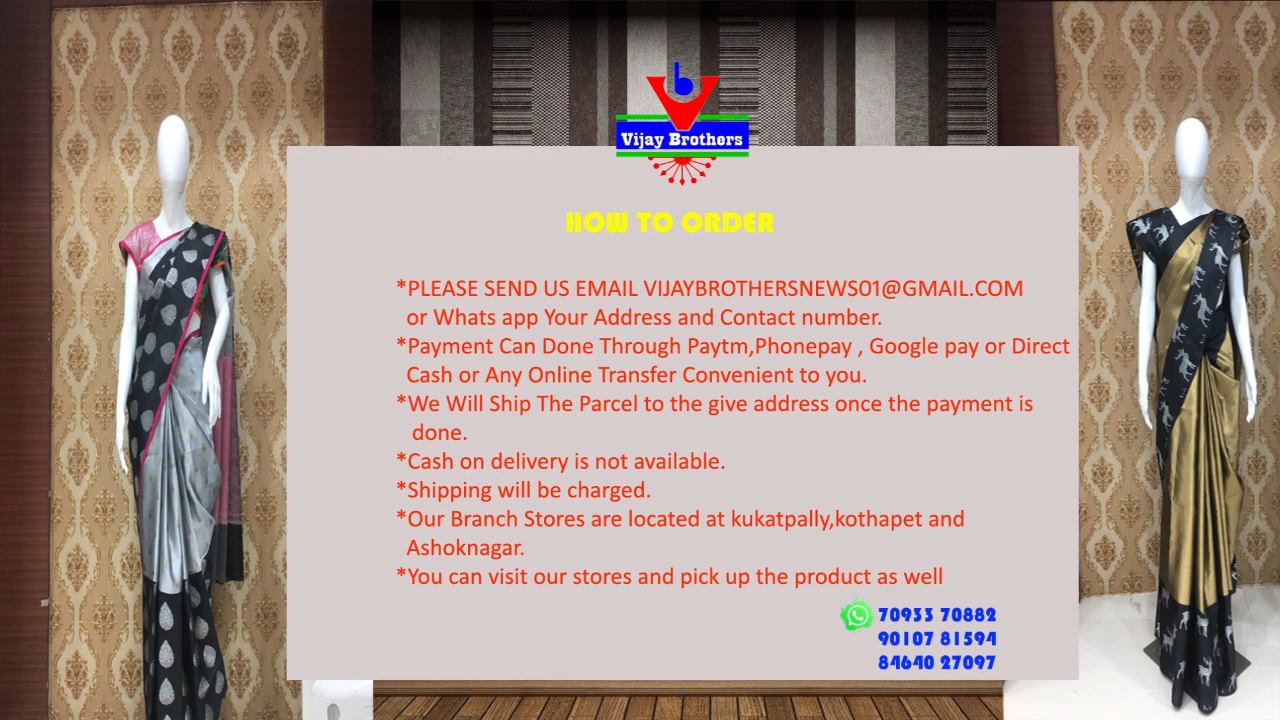 Vijay Brothers
HOW TO ORDER
*PLEASE SEND US EMAIL VIJAYBROTHERSNEWS01@GMAIL.COM
or Whats app Your Address and Contact number.
*Payment Can Done Through Paytm,Phonepay , Google pay or Direct
Cash or Any Online Transfer Convenient to you.
*We Will Ship The Parcel to the give address once the payment is
done.
*Cash on delivery is not available.
*Shipping will be charged.
*Our Branch Stores are located at kukatpally,kothapet and
Ashoknagar.
*You can visit our stores and pick up the product as well
70933 70882
90107 81594
84640 27097